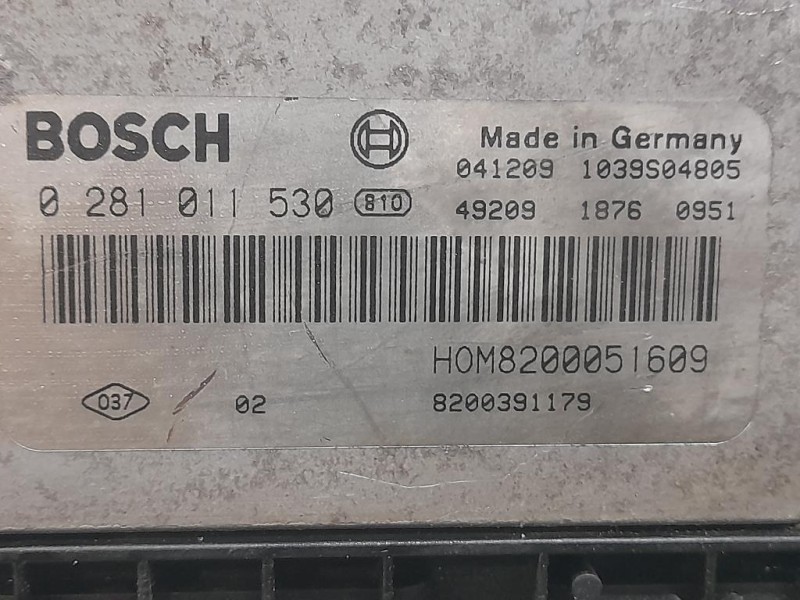 BOSCH
Made in Germany
041209 1039S04805
0 281 011 530 810
49209 1876 0951
HOM8200051609
037 02 8200391179